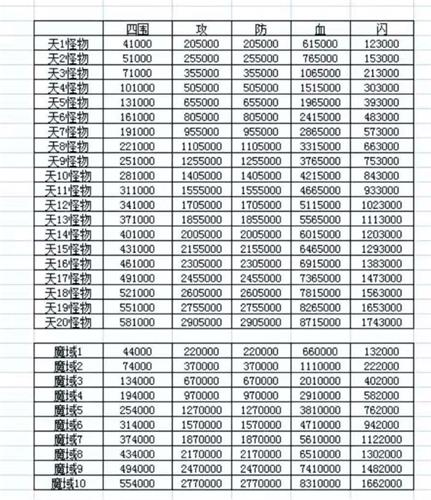 四围 攻 防 血 闪
天1怪物 41000 205000 205000 615000 123000
天2怪物 51000 255000 255000 765000 153000
天3怪物 71000 355000 355000 1065000 213000
天4怪物 101000 505000 505000 1515000 303000
天5怪物 131000 655000 655000 1965000 393000
天6怪物 161000 805000 805000 2415000 483000
天7怪物 191000 955000 955000 2865000 573000
天8怪物 221000 1105000 1105000 3315000 663000
天9怪物 251000 1255000 1255000 3765000 753000
天10怪物 281000 1405000 1405000 4215000 843000
天11怪物 311000 1555000 1555000 4665000 933000
天12怪物 341000 1705000 1705000 5115000 1023000
天13怪物 371000 1855000 1855000 5565000 1113000
天14怪物 401000 2005000 2005000 6015000 1203000
天15怪物 431000 2155000 2155000 6465000 1293000
天16怪物 461000 2305000 2305000 6915000 1383000
天17怪物 491000 2455000 2455000 7365000 1473000
天18怪物 521000 2605000 2605000 7815000 1563000
天19怪物 551000 2755000 2755000 8265000 1653000
天20怪物 581000 2905000 2905000 8715000 1743000
魔域1 44000 220000 220000 660000 132000
魔域2 74000 370000 370000 1110000 222000
魔域3 134000 670000 670000 2010000 402000
魔域4 194000 970000 970000 2910000 582000
魔域5 254000 1270000 1270000 3810000 762000
魔域6 314000 1570000 1570000 4710000 942000
魔域7 374000 1870000 1870000 5610000 1122000
魔域8 434000 2170000 2170000 6510000 1302000
魔域9 494000 2470000 2470000 7410000 1482000
魔域10 554000 2770000 2770000 8310000 1662000